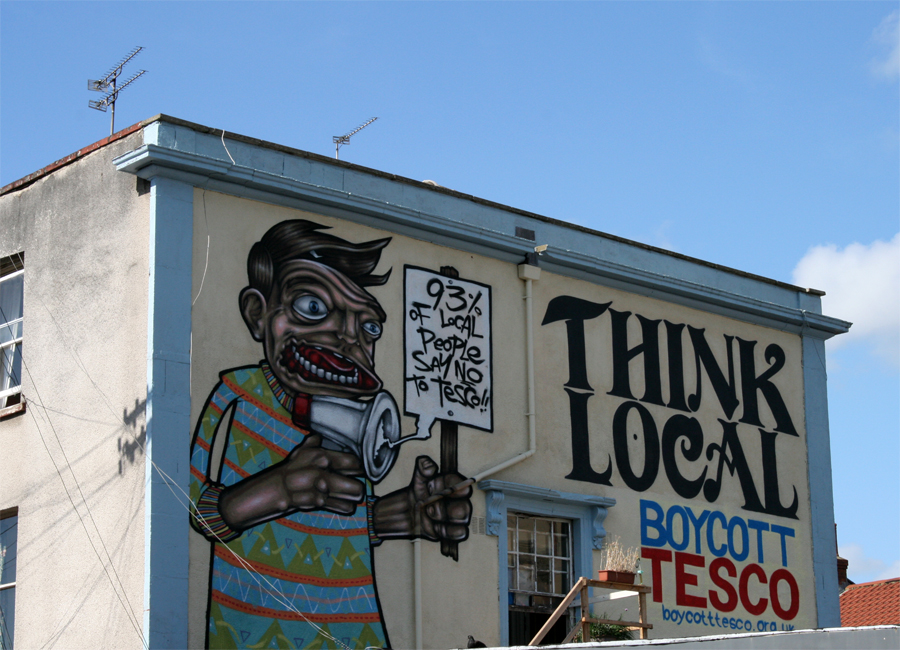 93%
OF LOCAL
PEOPLE
SAY NO
TO TESCO!!
THINK
LOCAL
BOYCOTT
TESCO
boycotttesco.org.uk